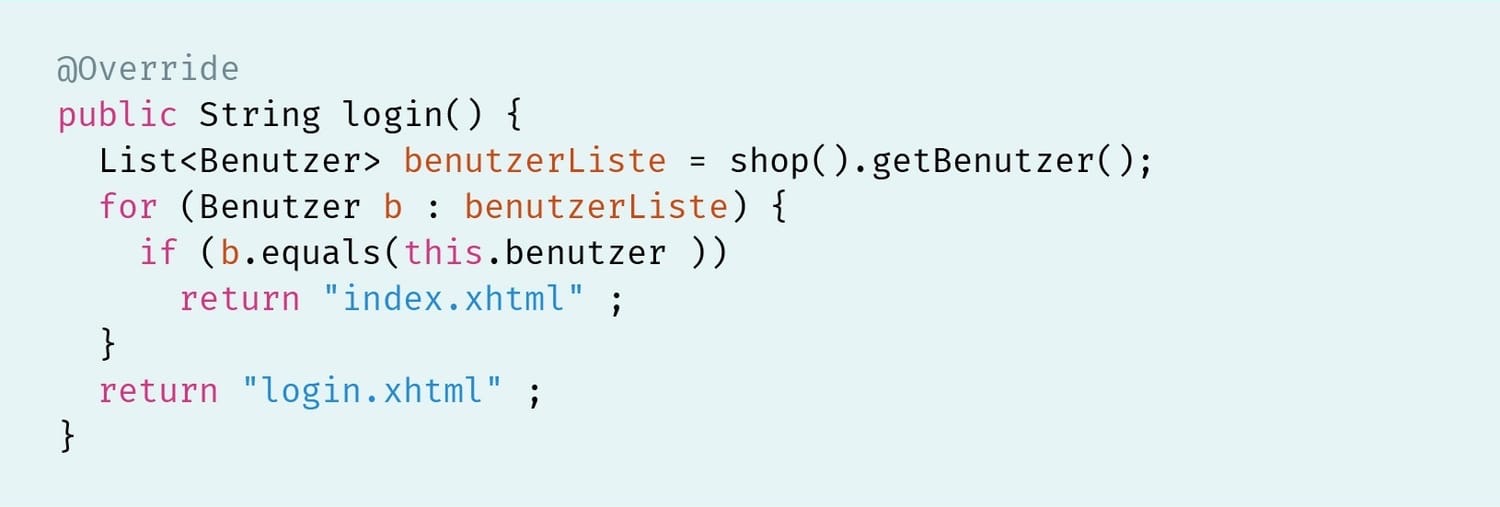 @Override
public String login() {
  List<Benutzer> benutzerListe = shop().getBenutzer();
  for (Benutzer b : benutzerListe) {
    if (b.equals(this.benutzer ))
      return "index.xhtml" ;
  }
  return "login.xhtml" ;
}